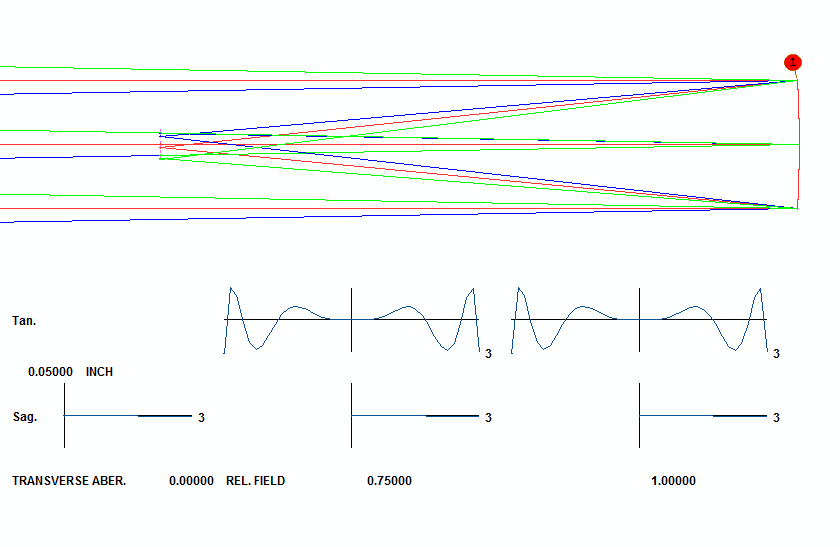 1
Tan.
3 3
0.05000 INCH
Sag. 3 3 3
TRANSVERSE ABER. 0.00000 REL. FIELD 0.75000 1.00000